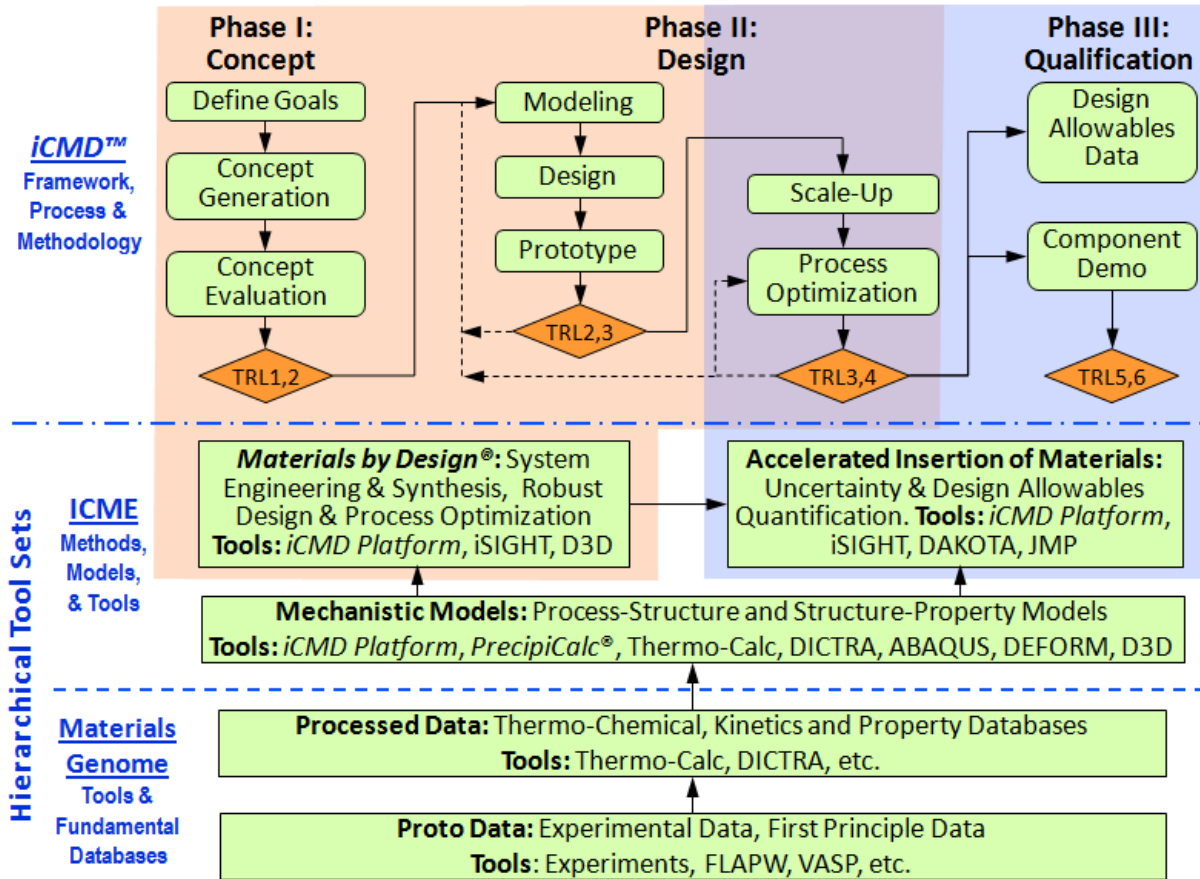 Phase I:
Concept
Phase II:
Design
Phase III:
Qualification
iCMD™
Framework,
Process &
Methodology
Define Goals
Concept
Generation
Concept
Evaluation
TRL1,2
Modeling
Design
Prototype
TRL2,3
Scale-Up
Process
Optimization
TRL3,4
Design
Allowables
Data
Component
Demo
TRL5,6
Hierarchical Tool Sets
ICME
Methods,
Models,
& Tools
Materials by Design®: System
Engineering & Synthesis, Robust
Design & Process Optimization
Tools: iCMD Platform, iSIGHT, D3D
Accelerated Insertion of Materials:
Uncertainty & Design Allowables
Quantification. Tools: iCMD Platform,
iSIGHT, DAKOTA, JMP
Mechanistic Models: Process-Structure and Structure-Property Models
Tools: iCMD Platform, PrecipiCalc®, Thermo-Calc, DICTRA, ABAQUS, DEFORM, D3D
Materials
Genome
Tools &
Fundamental
Databases
Processed Data: Thermo-Chemical, Kinetics and Property Databases
Tools: Thermo-Calc, DICTRA, etc.
Proto Data: Experimental Data, First Principle Data
Tools: Experiments, FLAPW, VASP, etc.